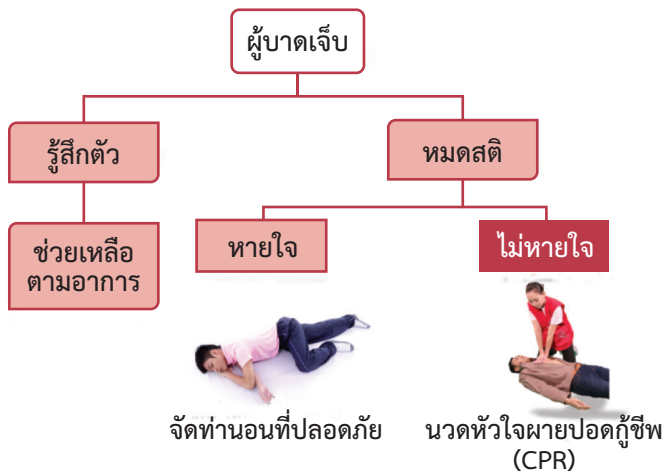 ผู้บาดเจ็บ
รู้สึกตัว
หมดสติ
ช่วยเหลือ
ตามอาการ
หายใจ
ไม่หายใจ
จัดท่านอนที่ปลอดภัย
นวดหัวใจผายปอดกู้ชีพ
(CPR)